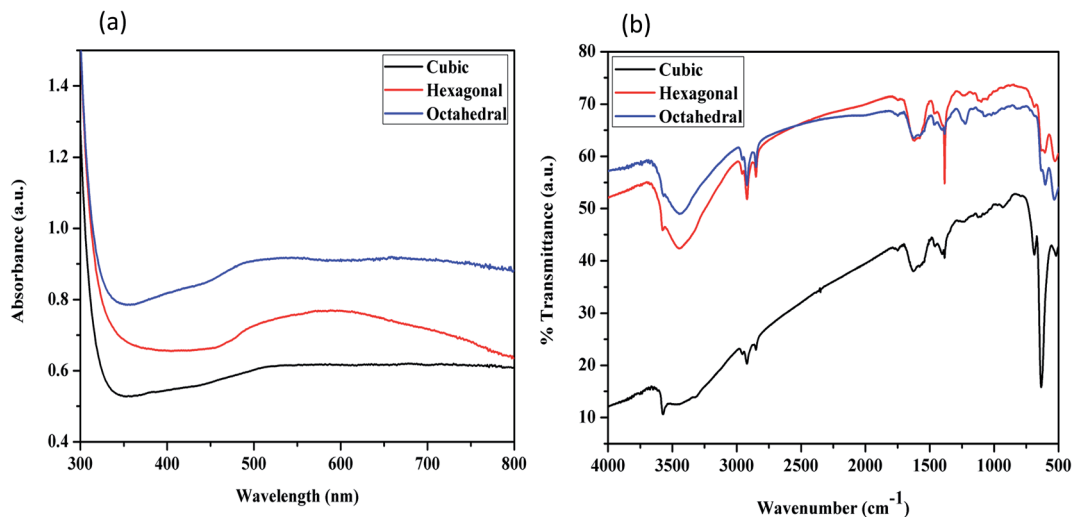 (a)
1.4
1.2
1.0
0.8
0.6
0.4
Absorbance (a.u.)
Cubic
Hexagonal
Octahedral
300
400
500
600
700
800
Wavelength (nm)
(b)
80
70
60
50
40
30
20
10
% Transmittance (a.u.)
Cubic
Hexagonal
Octahedral
4000
3500
3000
2500
2000
1500
1000
500
Wavenumber (cm⁻¹)